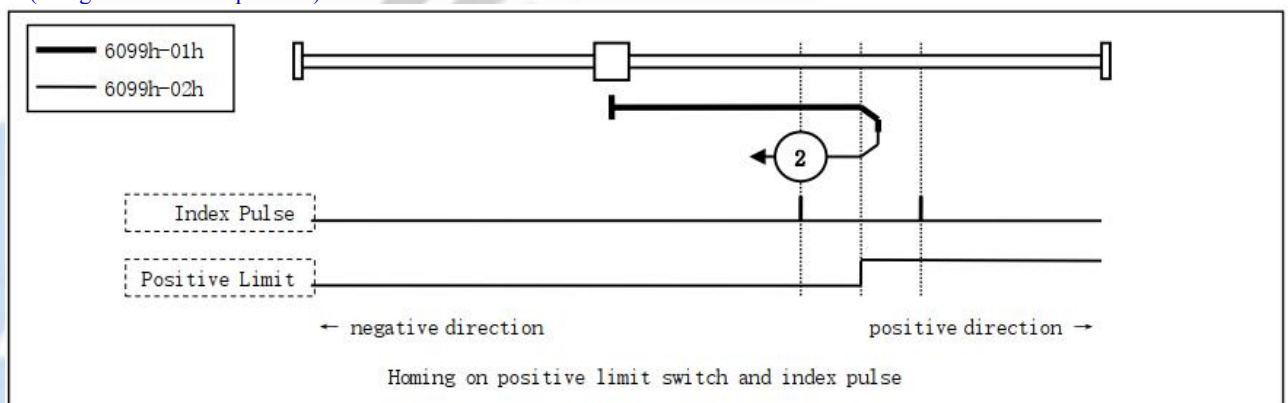 6099h-01h
6099h-02h
2
Index Pulse
Positive Limit
← negative direction
positive direction →
Homing on positive limit switch and index pulse